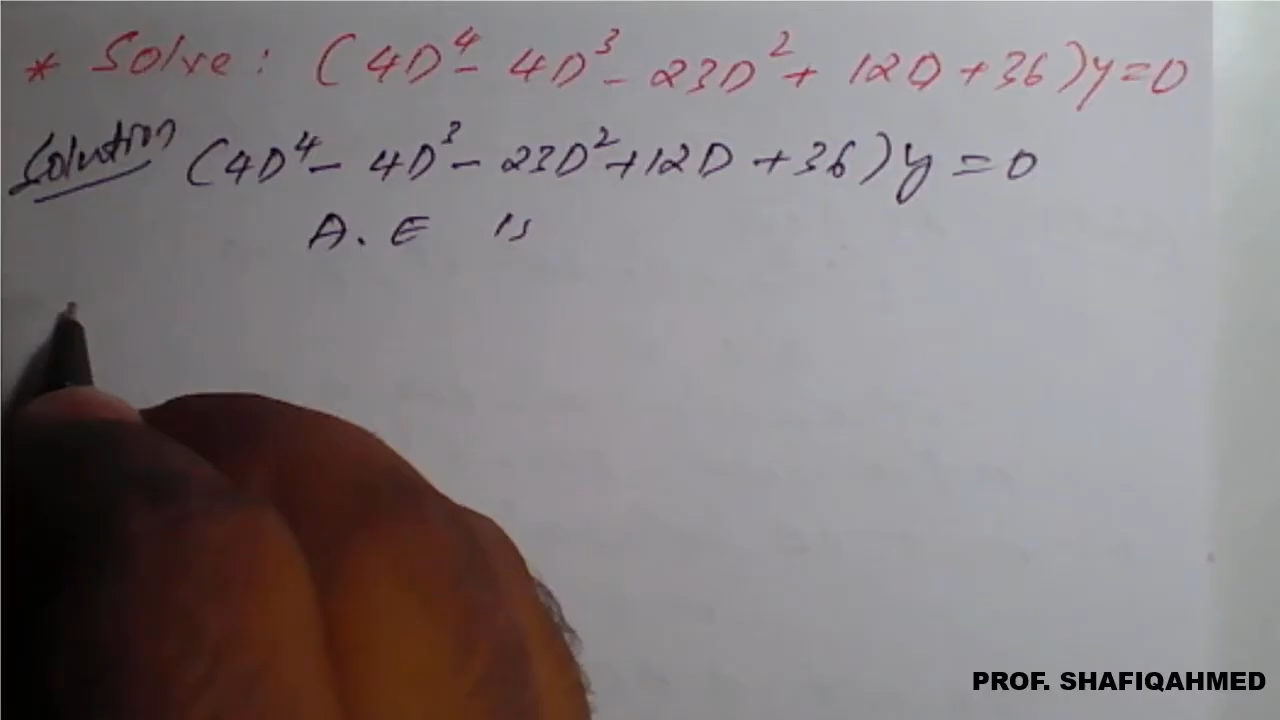 * Solve: (4D⁴ - 4D³ - 23D² + 12D + 36)y=0
Solution (4D⁴ - 4D³ - 23D² + 12D + 36)y = 0
A.E is
PROF. SHAFIQAHMED